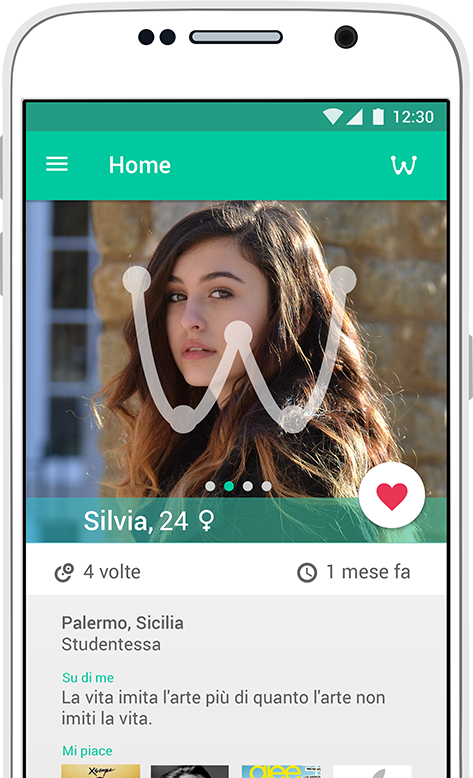 12:30
Home
Silvia, 24
4 volte
1 mese fa
Palermo, Sicilia
Studentessa
Su di me
La vita imita l'arte più di quanto l'arte non
imiti la vita.
Mi piace
glee